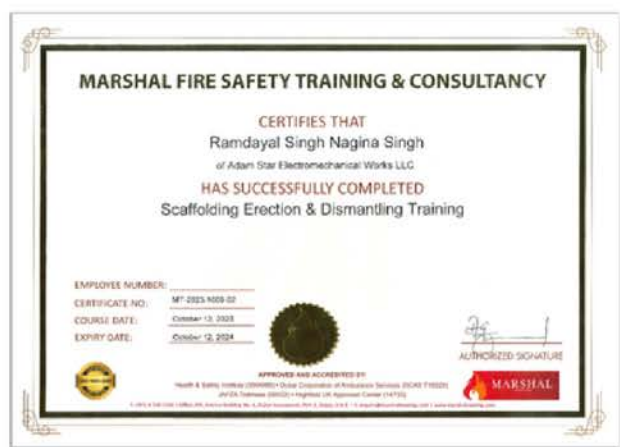 MARSHAL FIRE SAFETY TRAINING & CONSULTANCY
CERTIFIES THAT
Ramdayal Singh Nagina Singh
of Adam Star Electromechanical Works LLC
HAS SUCCESSFULLY COMPLETED
Scaffolding Erection & Dismantling Training
EMPLOYEE NUMBER:
CERTIFICATE NO:
COURSE DATE: October 13, 2023
EXPIRY DATE: October 12, 2024
AUTHORIZED SIGNATURE
APPROVED AND ACCREDITED BY:
MARSHAL